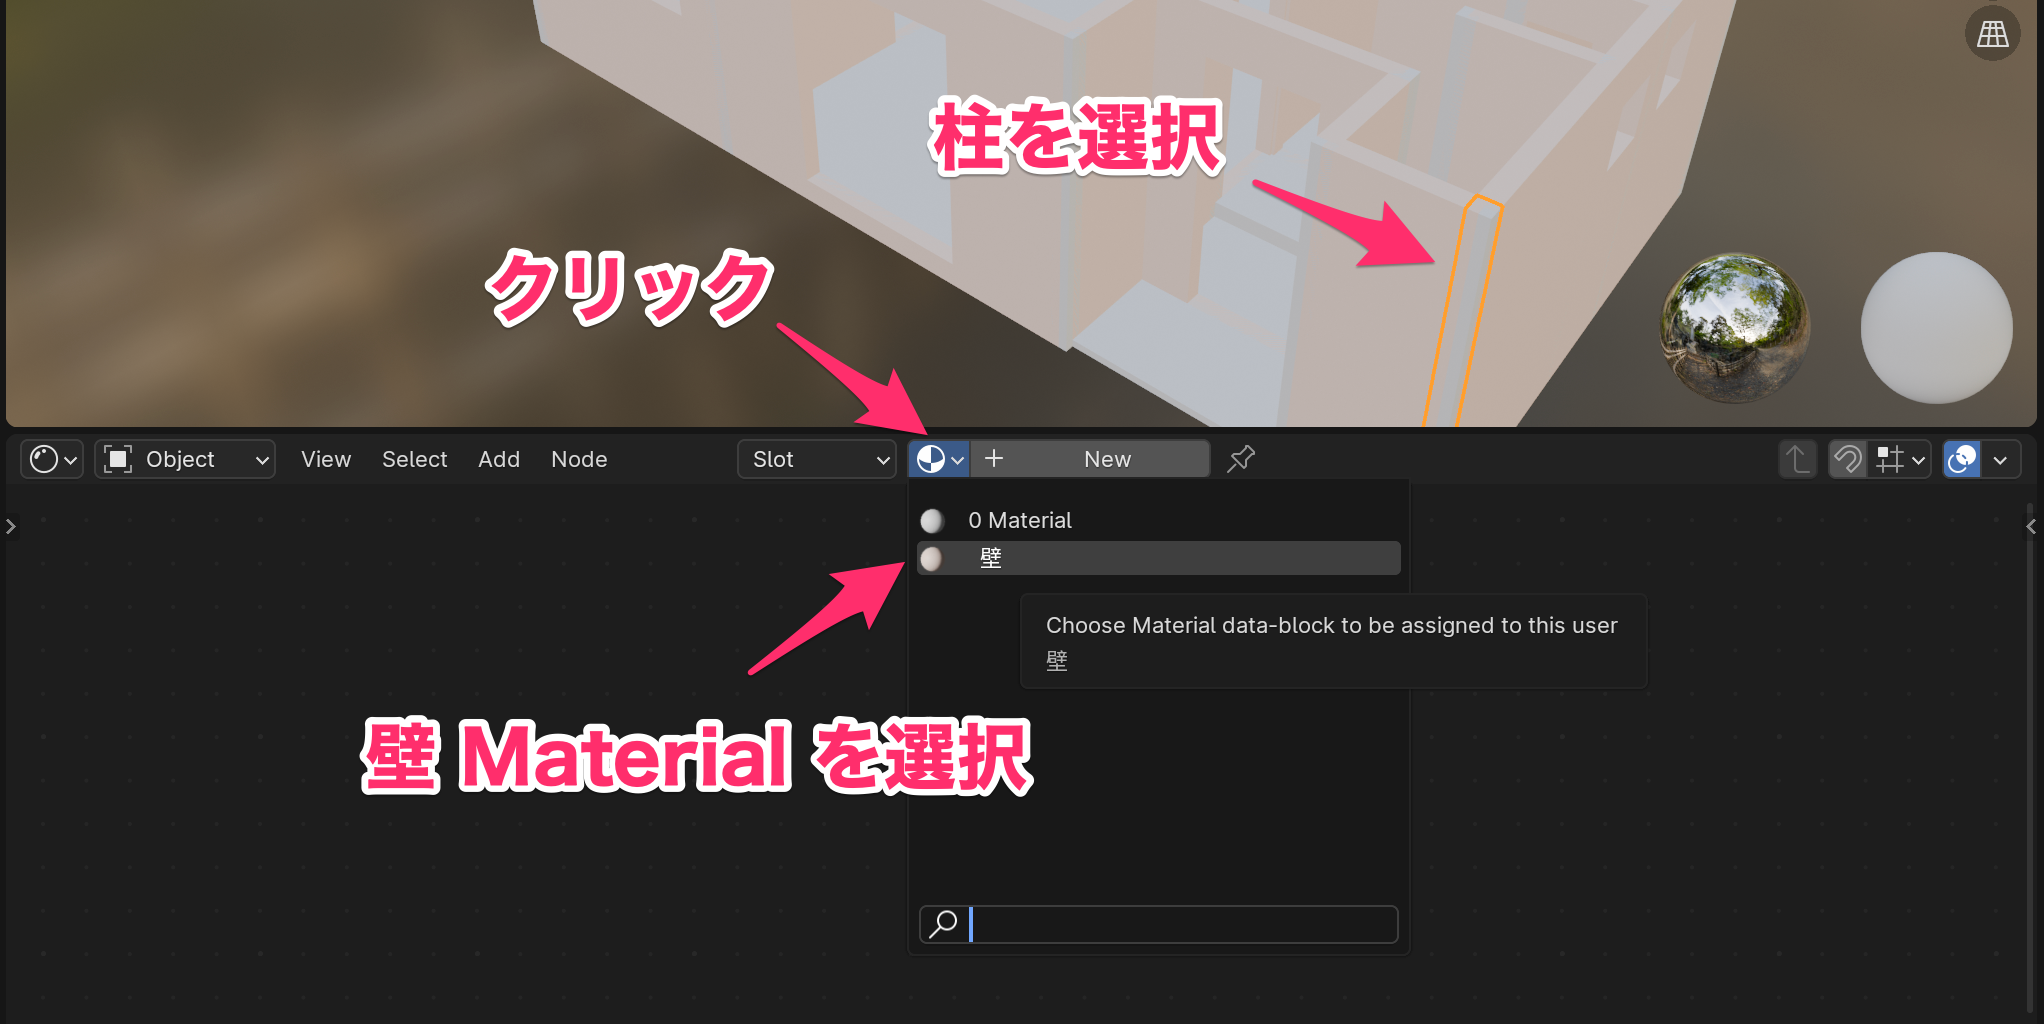 柱を選択
クリック
Object
View
Select
Add
Node
Slot
New
0 Material
壁
Choose Material data-block to be assigned to this user
壁
壁 Material を選択